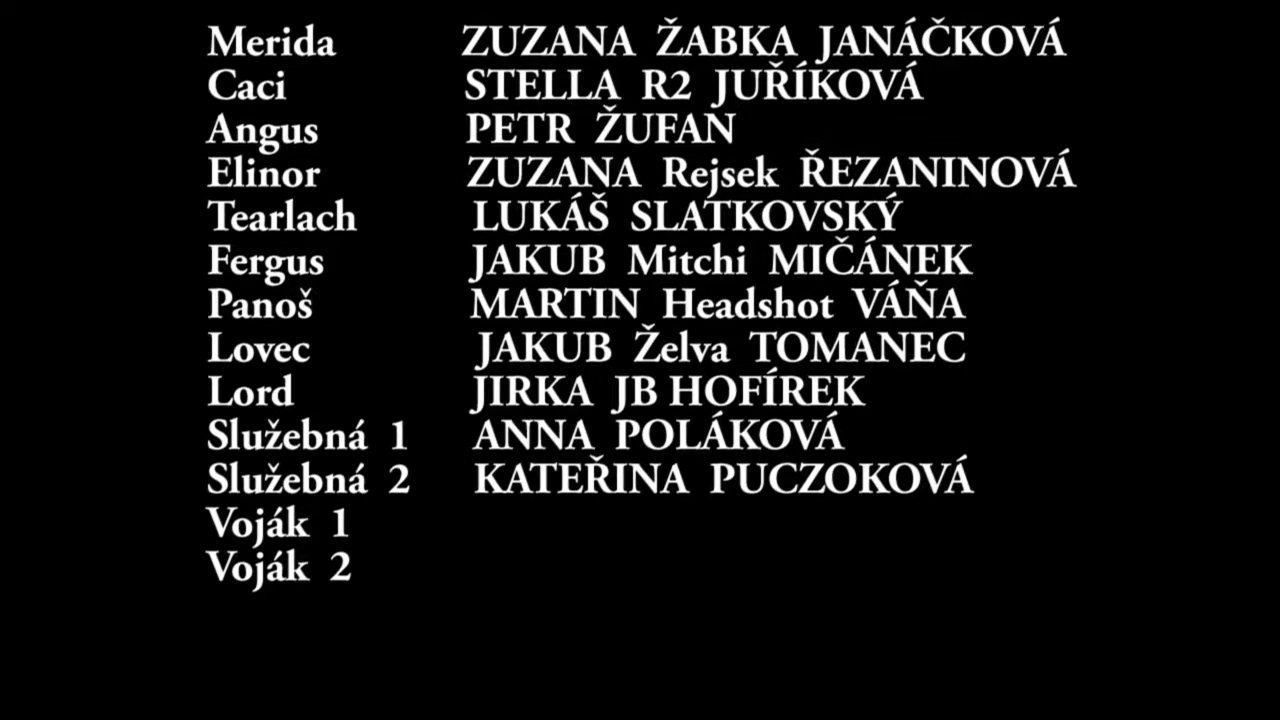 Merida ZUZANA ŽABKA JANÁČKOVÁ
Caci STELLA R2 JUŘÍKOVÁ
Angus PETR ŽUFAN
Elinor ZUZANA Rejsek ŘEZANINOVÁ
Tearlach LUKÁŠ SLATKOVSKÝ
Fergus JAKUB Mitchi MIČÁNEK
Panoš MARTIN Headshot VÁŇA
Lovec JAKUB Želva TOMANEC
Lord JIRKA JB HOFÍREK
Služebná 1 ANNA POLÁKOVÁ
Služebná 2 KATEŘINA PUCZOKOVÁ
Voják 1
Voják 2